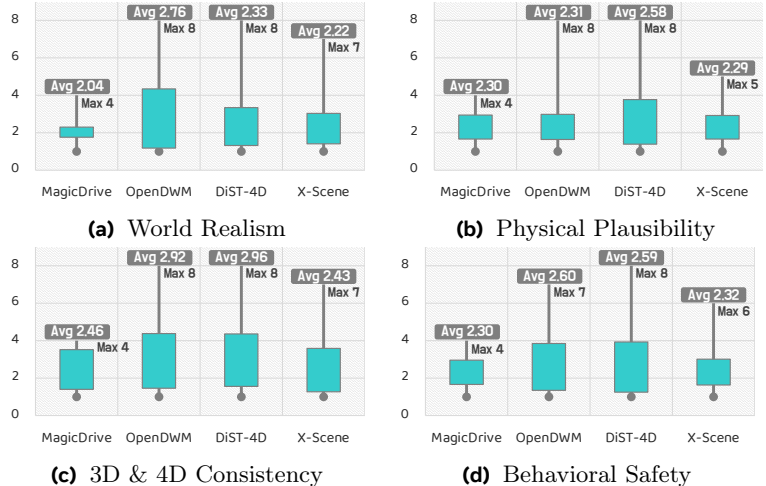 8
6
4
2
0
Avg 2.04
Max 4
Avg 2.76
Max 8
Avg 2.33
Max 8
Avg 2.22
Max 7
MagicDrive OpenDWM DiST-4D X-Scene
(a) World Realism
8
6
4
2
0
Avg 2.30
Max 4
Avg 2.31
Max 8
Avg 2.58
Max 8
Avg 2.29
Max 5
MagicDrive OpenDWM DiST-4D X-Scene
(b) Physical Plausibility
8
6
4
2
0
Avg 2.46
Max 4
Avg 2.92
Max 8
Avg 2.96
Max 8
Avg 2.43
Max 7
MagicDrive OpenDWM DiST-4D X-Scene
(c) 3D & 4D Consistency
8
6
4
2
0
Avg 2.30
Max 4
Avg 2.60
Max 7
Avg 2.59
Max 8
Avg 2.32
Max 6
MagicDrive OpenDWM DiST-4D X-Scene
(d) Behavioral Safety